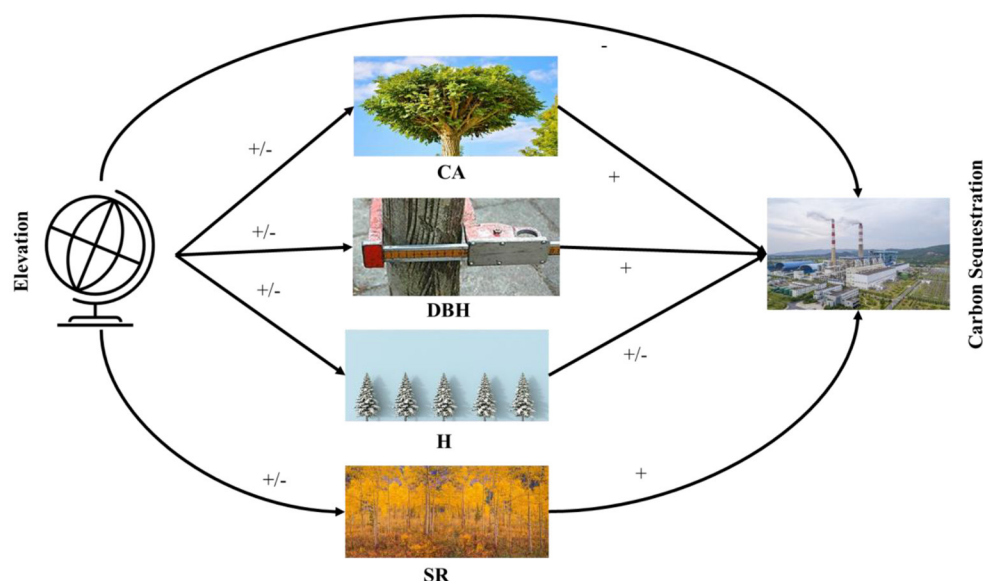 -
+/-
CA
+
Elevation
+/-
+
DBH
Carbon Sequestration
+/-
+/-
H
+/-
+
SR